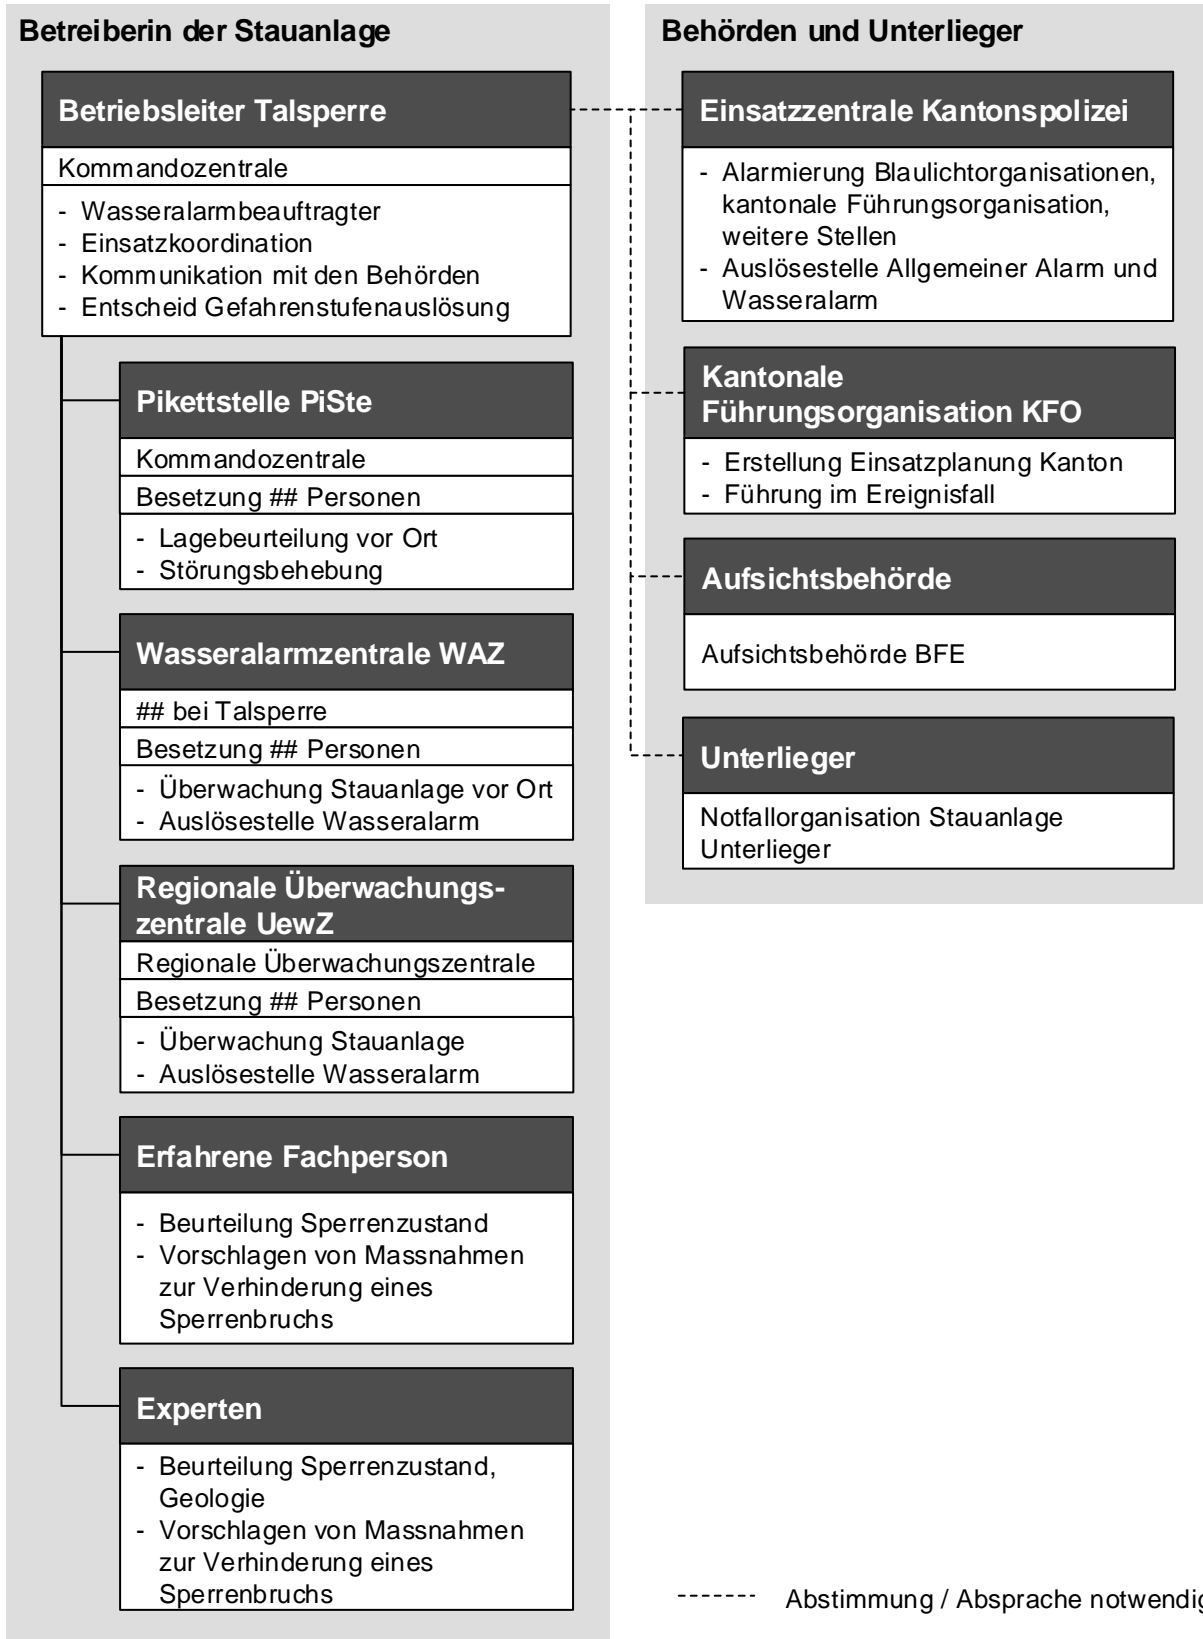 Betreiberin der Stauanlage
Betriebsleiter Talsperre
Kommandozentrale
- Wasseralarmbeauftragter
- Einsatzkoordination
- Kommunikation mit den Behörden
- Entscheid Gefahrenstufenauslösung
Pikettstelle PiSte
Kommandozentrale
Besetzung ## Personen
- Lagebeurteilung vor Ort
- Störungsbehebung
Wasseralarmzentrale WAZ
## bei Talsperre
Besetzung ## Personen
- Überwachung Stauanlage vor Ort
- Auslösestelle Wasseralarm
Regionale Überwachungs-
zentrale UewZ
Regionale Überwachungszentrale
Besetzung ## Personen
- Überwachung Stauanlage
- Auslösestelle Wasseralarm
Erfahrene Fachperson
- Beurteilung Sperrenzustand
- Vorschlagen von Massnahmen
zur Verhinderung eines
Sperrenbruchs
Experten
- Beurteilung Sperrenzustand,
Geologie
- Vorschlagen von Massnahmen
zur Verhinderung eines
Sperrenbruchs
Behörden und Unterlieger
Einsatzzentrale Kantonspolizei
- Alarmierung Blaulichtorganisationen,
kantonale Führungsorganisation,
weitere Stellen
- Auslösestelle Allgemeiner Alarm und
Wasseralarm
Kantonale
Führungsorganisation KFO
- Erstellung Einsatzplanung Kanton
- Führung im Ereignisfall
Aufsichtsbehörde
Aufsichtsbehörde BFE
Unterlieger
Notfallorganisation Stauanlage
Unterlieger
Abstimmung / Absprache notwendig